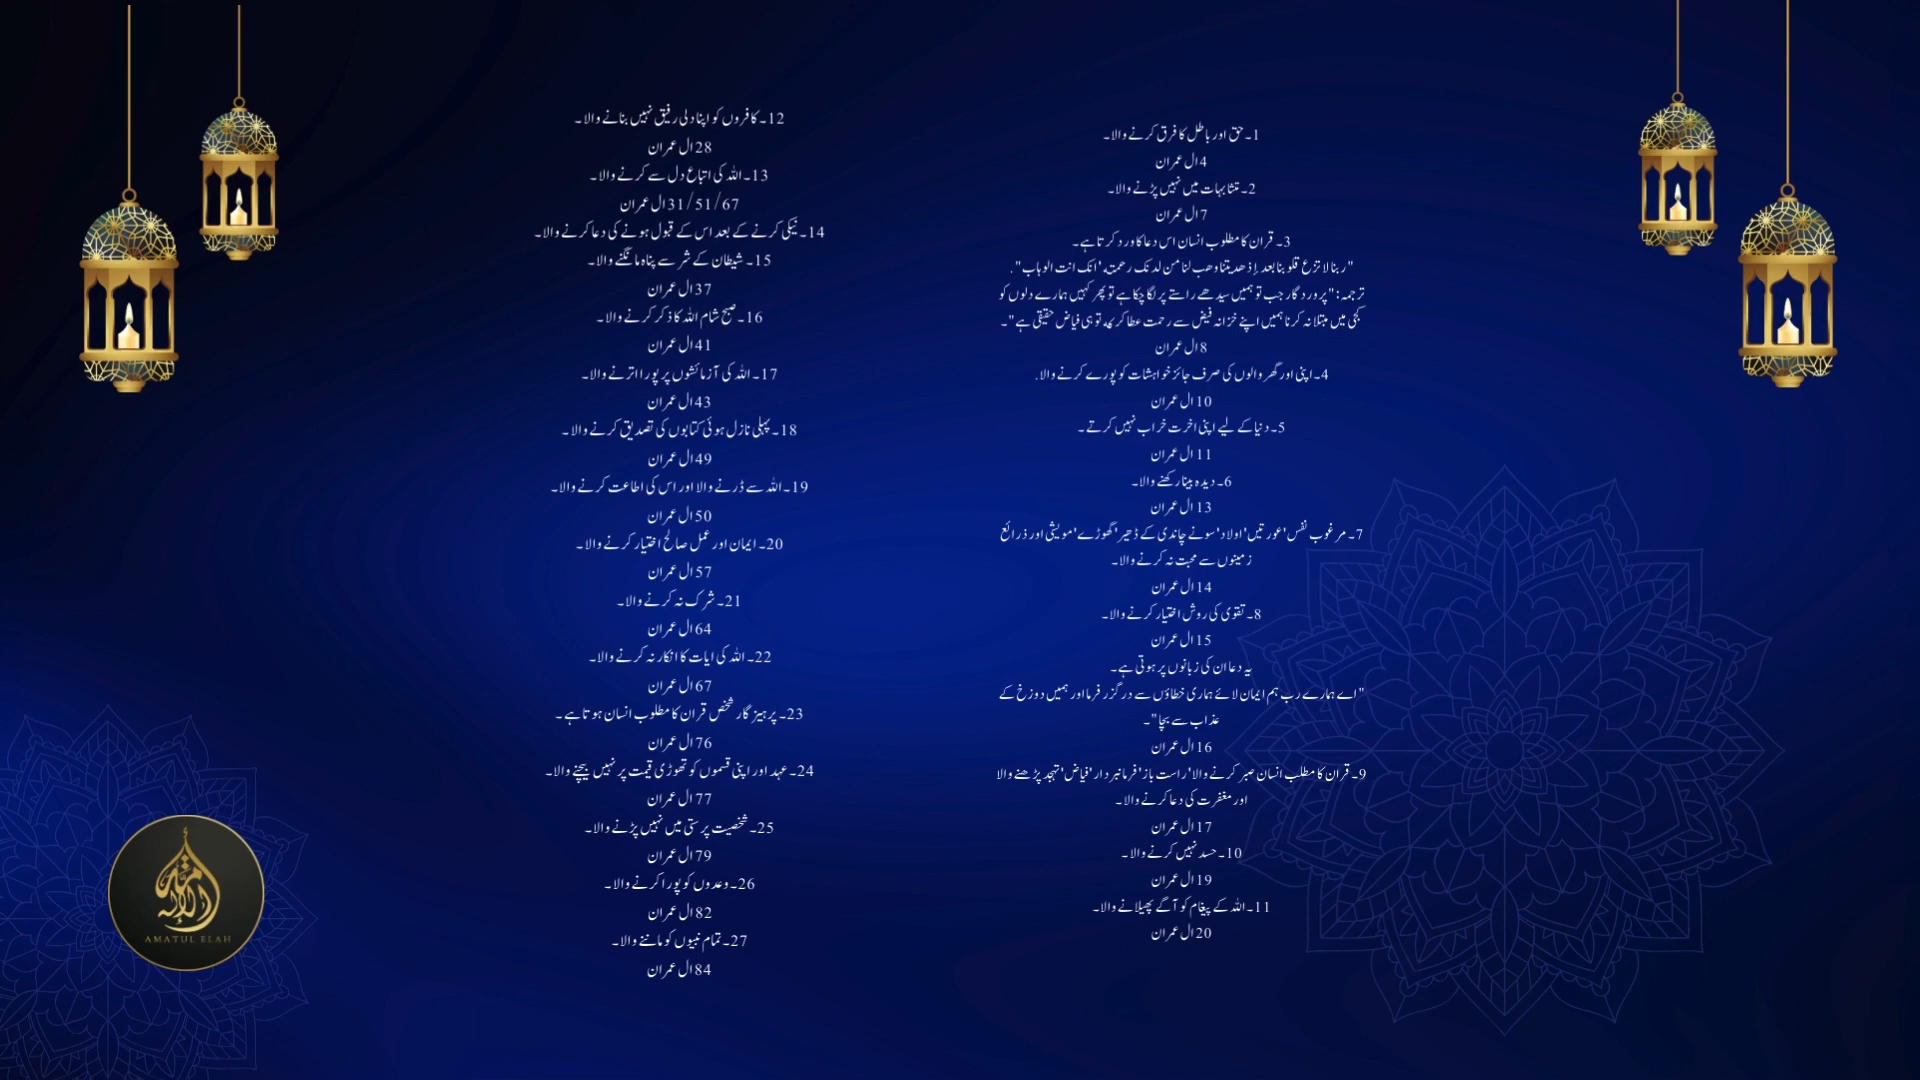 1۔ حق اور باطل کا فرق کرنے والا۔
4 ال عمران
2۔ متشابہات میں نہیں پڑنے والا۔
7 ال عمران
3۔ قران کا مطلوب انسان اس دعا کا ورد کرتا ہے۔
"ربنا لا تزغ قلوبنا بعد إذ هديتنا وهب لنا من لدنك رحمته 'انك انت الوہاب".
ترجمہ: "پروردگار جب تو ہمیں سیدھے راستے پر لگا چکا ہے تو پھر کہیں ہمارے دلوں کو
کجی میں مبتلا نہ کرنا ہمیں اپنے خزانہ فیض سے رحمت عطا کر یہ تو ہی فیاض حقیقی ہے"۔
8 ال عمران
4۔ اپنی اور گھر والوں کی صرف جائز خواہشات کو پورے کرنے والا.
10 ال عمران
5۔ دنیا کے لیے اپنی اخرت خراب نہیں کرتے۔
11 ال عمران
6۔ دیدہ بینا رکھنے والا۔
13 ال عمران
7۔ مرغوب نفس'عورتیں'اولاد'سونے چاندی کے ڈھیر'گھوڑے'مویشی اور ذرائع
زمینوں سے محبت نہ کرنے والا۔
14 ال عمران
8۔ تقوی کی روش اختیار کرنے والا۔
15 ال عمران
یہ دعا ان کی زبانوں پر ہوتی ہے۔
"اے ہمارے رب ہم ایمان لائے ہماری خطاؤں سے درگزر فرما اور ہمیں دوزخ کے
عذاب سے بچا"۔
16 ال عمران
9۔ قران کا مطلب انسان صبر کرنے والا'راست باز'فرمانبردار'فیاض'تہجد پڑھنے والا
اور مغفرت کی دعا کرنے والا۔
17 ال عمران
10۔ حسد نہیں کرنے والا۔
19 ال عمران
11۔ اللہ کے پیغام کو آگے پھیلانے والا۔
20 ال عمران
12۔ کافروں کو اپنا دلی رفیق نہیں بنانے والا۔
28 ال عمران
13۔ اللہ کی اتباع دل سے کرنے والا۔
31/51/67 ال عمران
14۔ نیکی کرنے کے بعد اس کے قبول ہونے کی دعا کرنے والا۔
15۔ شیطان کے شر سے پناہ مانگنے والا۔
37 ال عمران
16۔ صبح شام اللہ کا ذکر کرنے والا۔
41 ال عمران
17۔ اللہ کی آزمائشوں پر پورا اترنے والا۔
43 ال عمران
18۔ پہلی نازل ہوئی کتابوں کی تصدیق کرنے والا۔
49 ال عمران
19۔ اللہ سے ڈرنے والا اور اس کی اطاعت کرنے والا۔
50 ال عمران
20۔ ایمان اور عمل صالح اختیار کرنے والا۔
57 ال عمران
21۔ شرک نہ کرنے والا۔
64 ال عمران
22۔ اللہ کی ایات کا انکار نہ کرنے والا۔
67 ال عمران
23۔ پرہیزگار شخص قران کا مطلوب انسان ہوتا ہے۔
76 ال عمران
24۔ عہد اور اپنی قسموں کو تھوڑی قیمت پر نہیں بیچنے والا۔
77 ال عمران
25۔ شخصیت پرستی میں نہیں پڑنے والا۔
79 ال عمران
26۔ وعدوں کو پورا کرنے والا۔
82 ال عمران
27۔ تمام نبیوں کو ماننے والا۔
84 ال عمران
أمة الإله
AMATUL ELAH